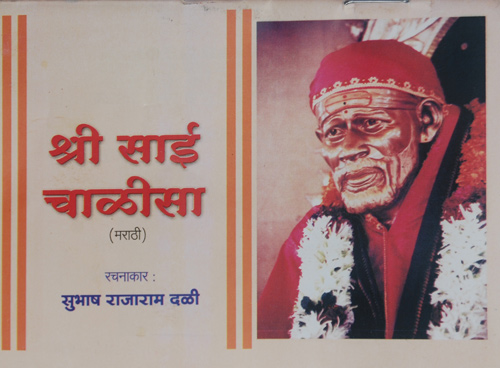 श्री साई
चाळीसा
(मराठी)
रचनाकार :
सुभाष राजाराम दळी